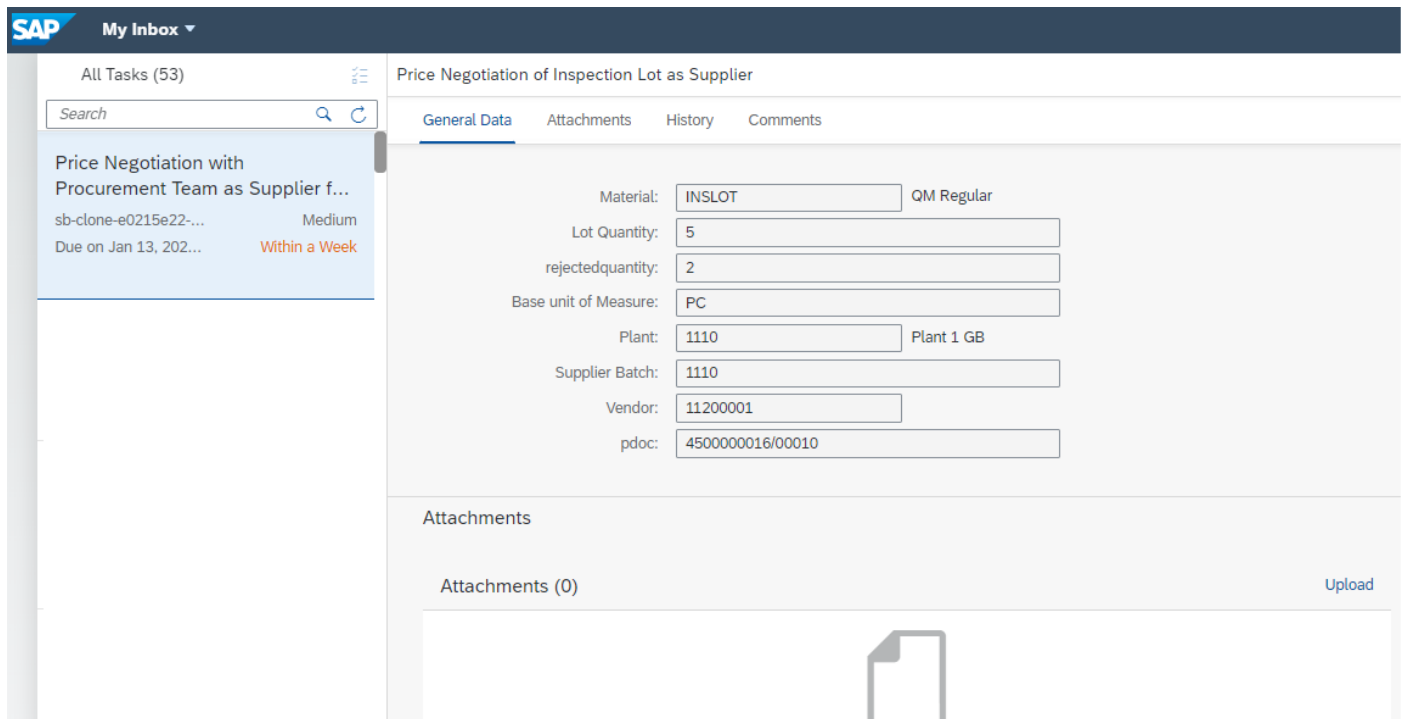 SAP My Inbox
All Tasks (53)
Search
Price Negotiation with
Procurement Team as Supplier f...
sb-clone-e0215e22-... Medium
Due on Jan 13, 202... Within a Week
Price Negotiation of Inspection Lot as Supplier
General Data Attachments History Comments
Material: INSLOT QM Regular
Lot Quantity: 5
rejectedquantity: 2
Base unit of Measure: PC
Plant: 1110 Plant 1 GB
Supplier Batch: 1110
Vendor: 11200001
pdoc: 4500000016/00010
Attachments
Attachments (0) Upload